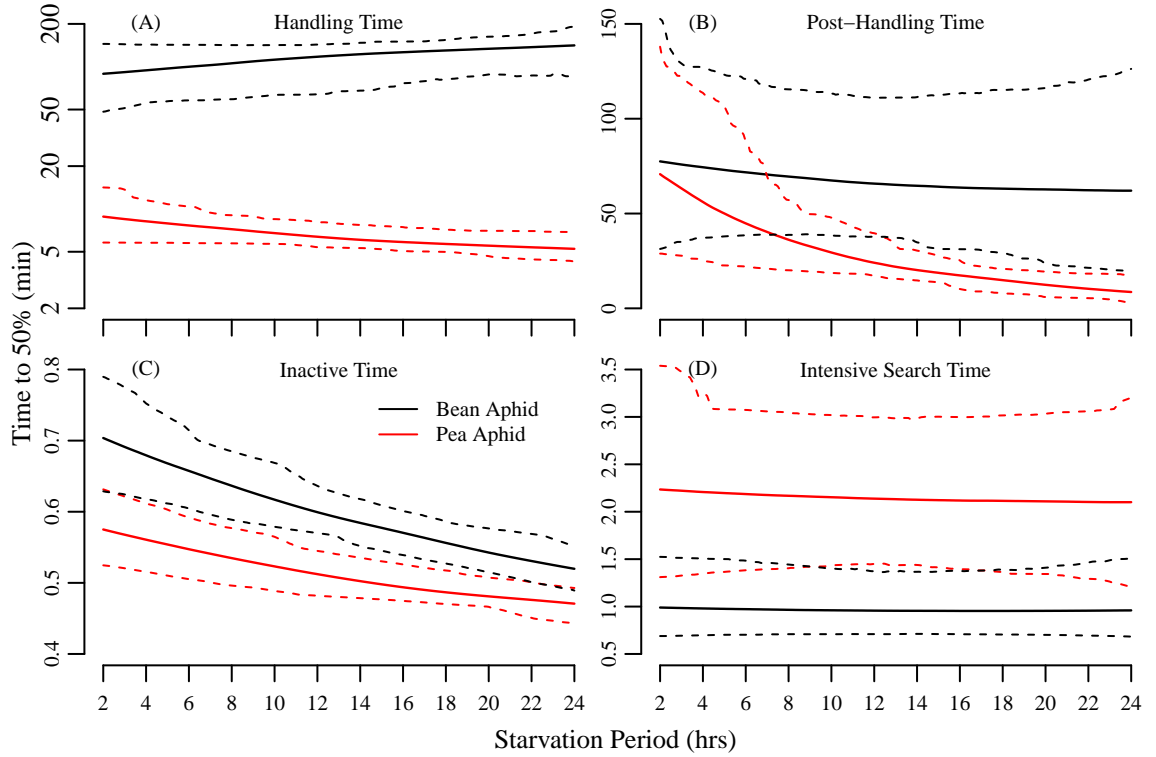 (A) Handling Time
200
50
20
5
2
(B) Post−Handling Time
150
100
50
0
(C) Inactive Time
0.8
0.7
0.6
0.5
0.4
Bean Aphid
Pea Aphid
2 4 6 8 10 12 14 16 18 20 22 24
(D) Intensive Search Time
3.5
3.0
2.5
2.0
1.5
1.0
0.5
2 4 6 8 10 12 14 16 18 20 22 24
Time to 50% (min)
Starvation Period (hrs)